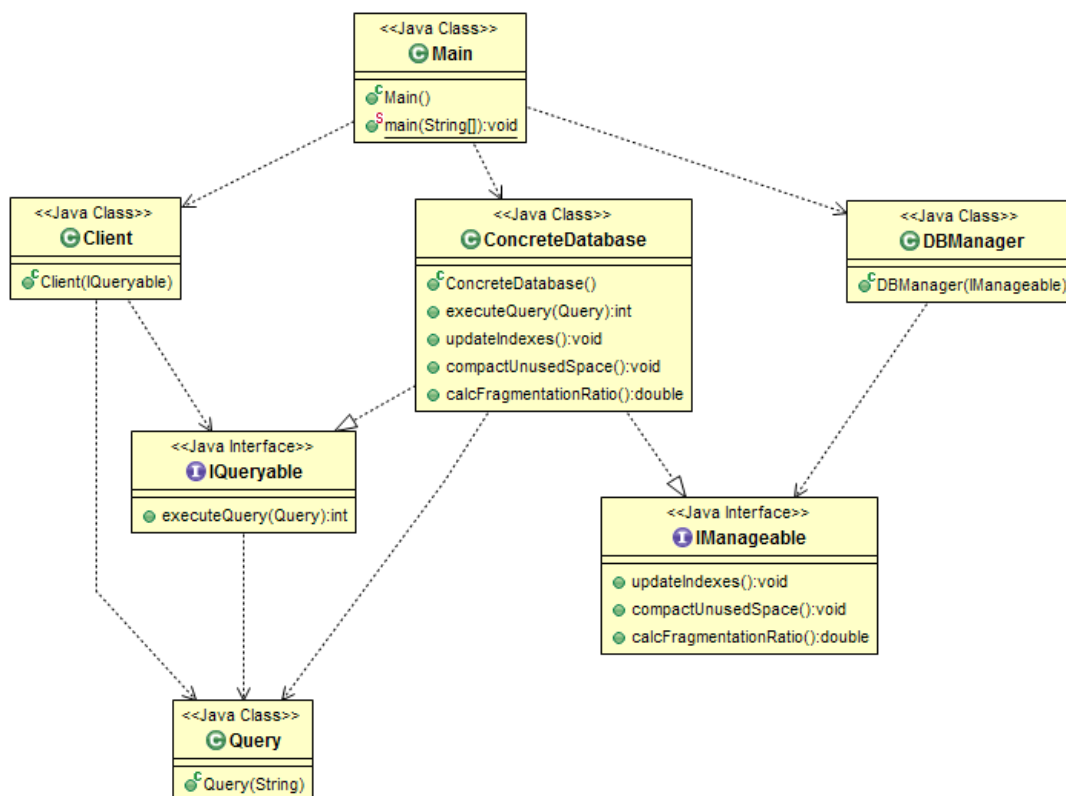 <<Java Class>>
C Main
C Main()
S main(String[]):void
<<Java Class>>
C Client
C Client(IQueryable)
<<Java Class>>
C ConcreteDatabase
C ConcreteDatabase()
executeQuery(Query):int
updateIndexes():void
compactUnusedSpace():void
calcFragmentationRatio():double
<<Java Class>>
C DBManager
C DBManager(IManageable)
<<Java Interface>>
I IQueryable
executeQuery(Query):int
<<Java Interface>>
I IManageable
updateIndexes():void
compactUnusedSpace():void
calcFragmentationRatio():double
<<Java Class>>
C Query
C Query(String)